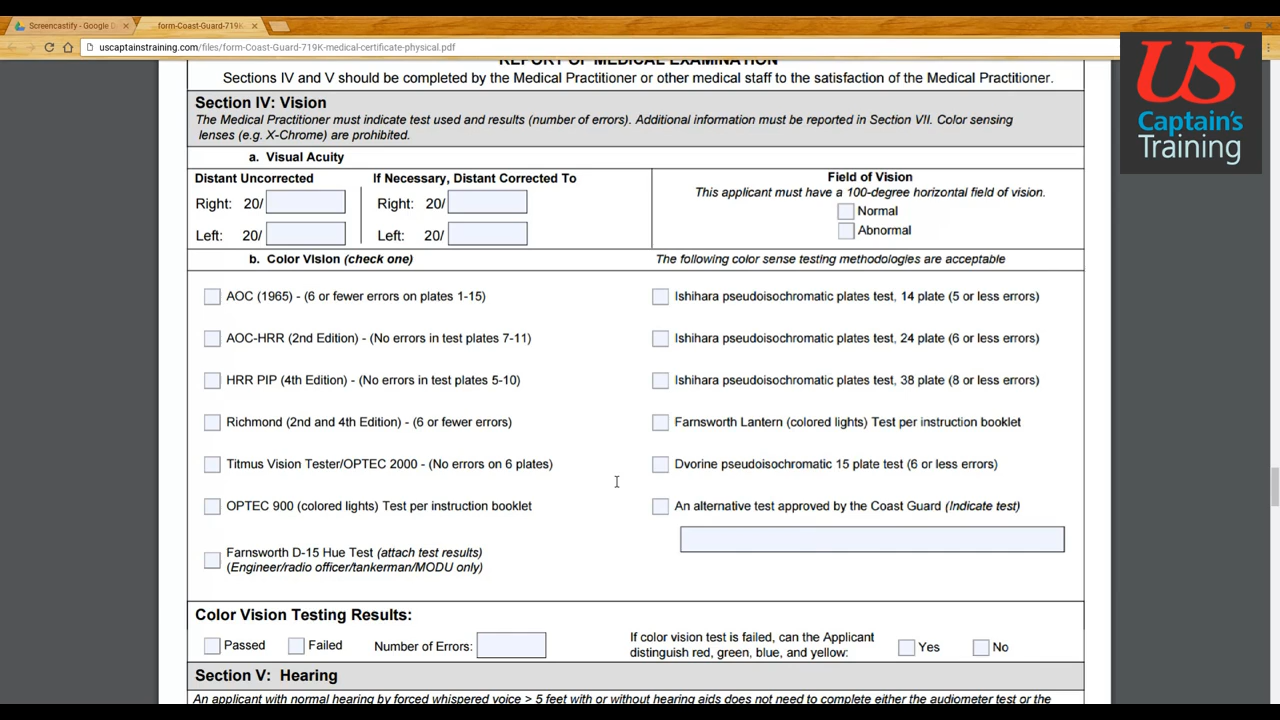 Screencastify - Google D
form-Coast-Guard-719K
uscaptainstraining.com/files/form-Coast-Guard-719K-medical-certificate-physical.pdf
US
Captain's
Training
REPORT OF MEDICAL EXAMINATION
Sections IV and V should be completed by the Medical Practitioner or other medical staff to the satisfaction of the Medical Practitioner.
Section IV: Vision
The Medical Practitioner must indicate test used and results (number of errors). Additional information must be reported in Section VII. Color sensing
lenses (e.g. X-Chrome) are prohibited.
a. Visual Acuity
Distant Uncorrected
Right: 20/
Left: 20/
If Necessary, Distant Corrected To
Right: 20/
Left: 20/
Field of Vision
This applicant must have a 100-degree horizontal field of vision.
Normal
Abnormal
b. Color Vision (check one)
The following color sense testing methodologies are acceptable
AOC (1965) - (6 or fewer errors on plates 1-15)
Ishihara pseudoisochromatic plates test, 14 plate (5 or less errors)
AOC-HRR (2nd Edition) - (No errors in test plates 7-11)
Ishihara pseudoisochromatic plates test, 24 plate (6 or less errors)
HRR PIP (4th Edition) - (No errors in test plates 5-10)
Ishihara pseudoisochromatic plates test, 38 plate (8 or less errors)
Richmond (2nd and 4th Edition) - (6 or fewer errors)
Farnsworth Lantern (colored lights) Test per instruction booklet
Titmus Vision Tester/OPTEC 2000 - (No errors on 6 plates)
Dvorine pseudoisochromatic 15 plate test (6 or less errors)
OPTEC 900 (colored lights) Test per instruction booklet
An alternative test approved by the Coast Guard (Indicate test)
Farnsworth D-15 Hue Test (attach test results)
(Engineer/radio officer/tankerman/MODU only)
Color Vision Testing Results:
Passed Failed Number of Errors:
If color vision test is failed, can the Applicant
distinguish red, green, blue, and yellow:
Yes No
Section V: Hearing
An applicant with normal hearing by forced whispered voice > 5 feet with or without hearing aids does not need to complete either the audiometer test or the